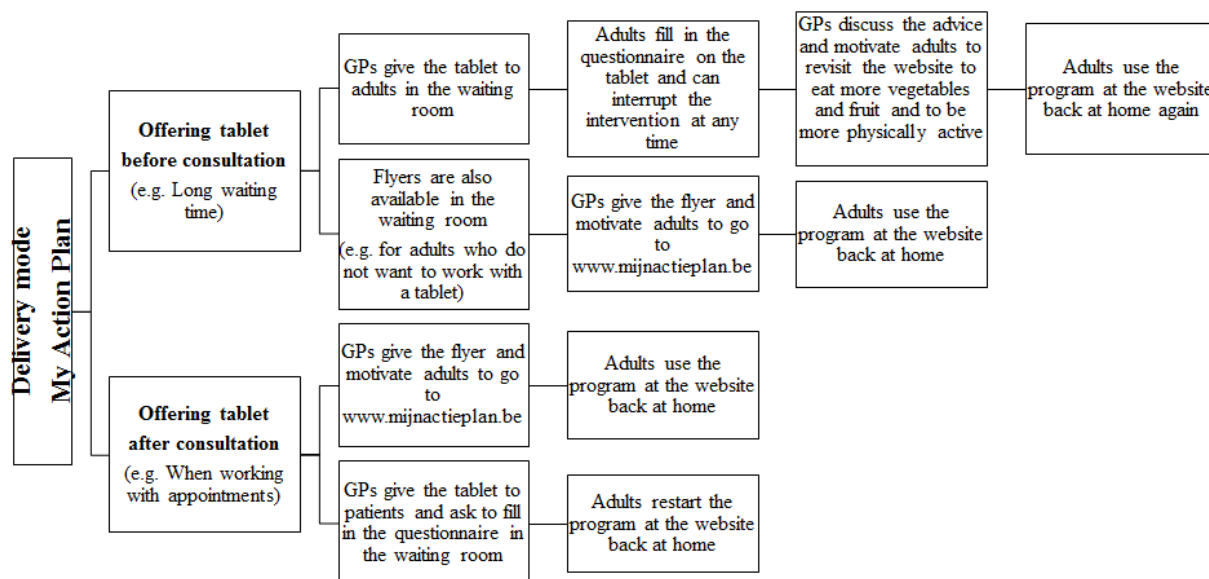 Delivery mode
My Action Plan
Offering tablet
before consultation
(e.g. Long waiting
time)
GPs give the tablet to
adults in the waiting
room
Adults fill in the
questionnaire on the
tablet and can
interrupt the
intervention at any
time
GPs discuss the advice
and motivate adults to
revisit the website to
eat more vegetables
and fruit and to be
more physically active
Adults use the
program at the website
back at home again
Flyers are also
available in the
waiting room
(e.g. for adults who do
not want to work with
a tablet)
GPs give the flyer and
motivate adults to go
to
www.mijnactieplan.be
Adults use the
program at the website
back at home
Offering tablet
after consultation
(e.g. When working
with appointments)
GPs give the flyer and
motivate adults to go
to
www.mijnactieplan.be
Adults use the
program at the website
back at home
GPs give the tablet to
patients and ask to fill
in the questionnaire in
the waiting room
Adults restart the
program at the website
back at home